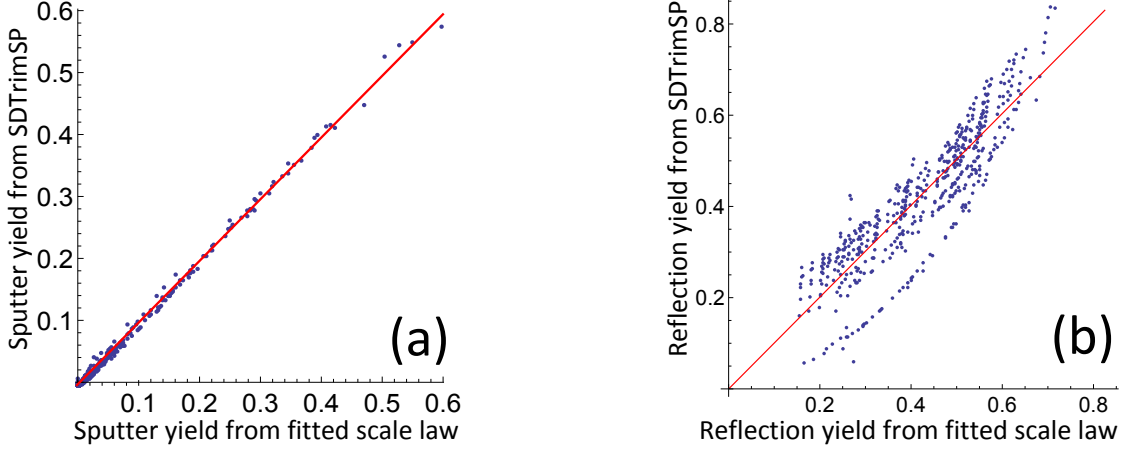 Sputter yield from SDTrimSP
0.6
0.5
0.4
0.3
0.2
0.1
0.1 0.2 0.3 0.4 0.5 0.6
Sputter yield from fitted scale law
(a)
Reflection yield from SDTrimSP
0.8
0.6
0.4
0.2
0.2 0.4 0.6 0.8
Reflection yield from fitted scale law
(b)